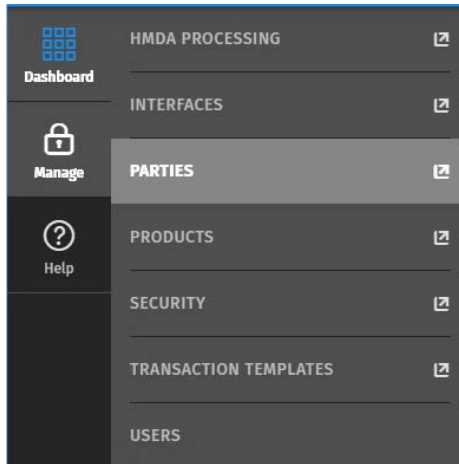 Dashboard
Manage
Help
HMDA PROCESSING
INTERFACES
PARTIES
PRODUCTS
SECURITY
TRANSACTION TEMPLATES
USERS